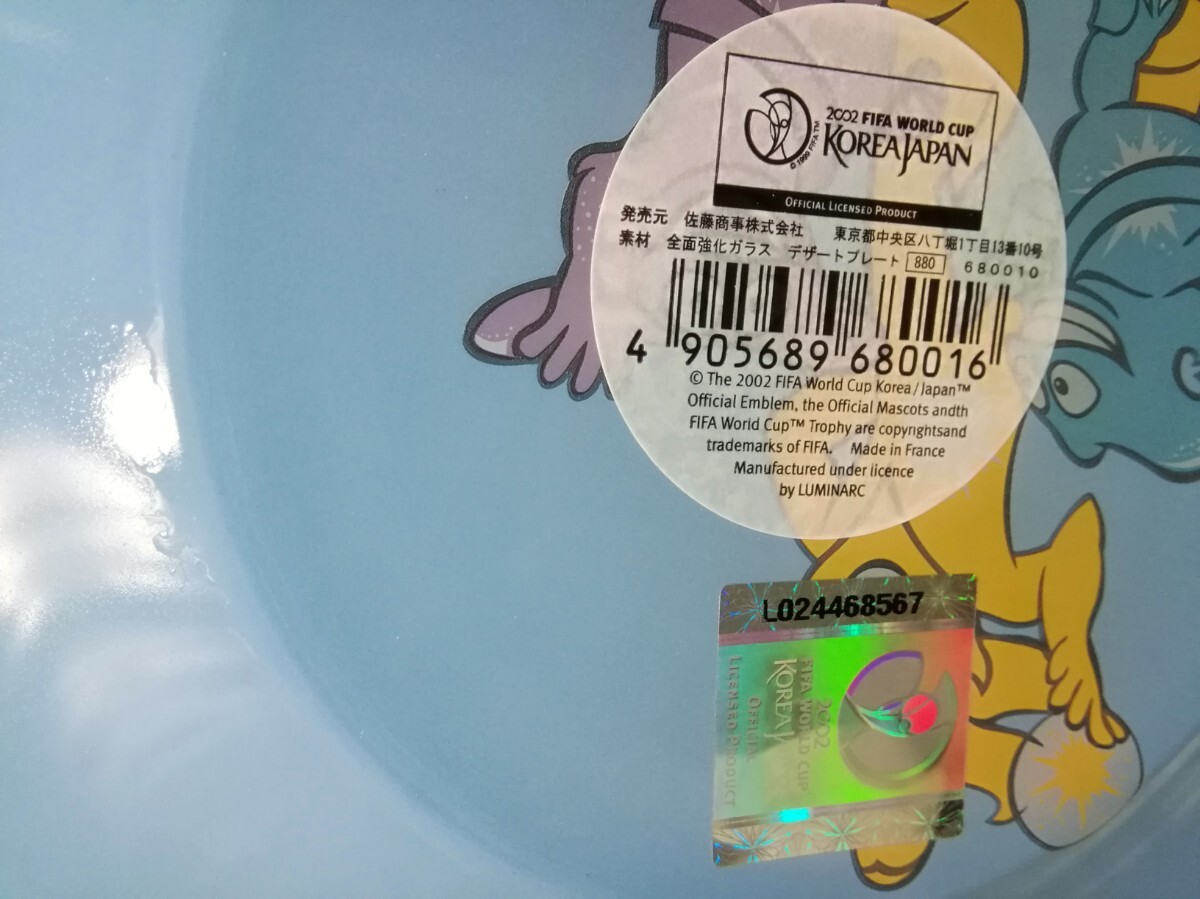 2002 FIFA WORLD CUP
KOREAJAPAN
© 1999 FIFA™
OFFICIAL LICENSED PRODUCT
発売元 佐藤商事株式会社 東京都中央区八丁堀1丁目13番10号
素材 全面強化ガラス デザートプレート 880 680010
4 905689 680016
© The 2002 FIFA World Cup Korea/Japan™
Official Emblem, the Official Mascots andth
FIFA World Cup™ Trophy are copyrightsand
trademarks of FIFA. Made in France
Manufactured under licence
by LUMINARC
L024468567
2002
FIFA WORLD CUP
KOREAJ
OFFICIAL
LICENSED PRODUCT